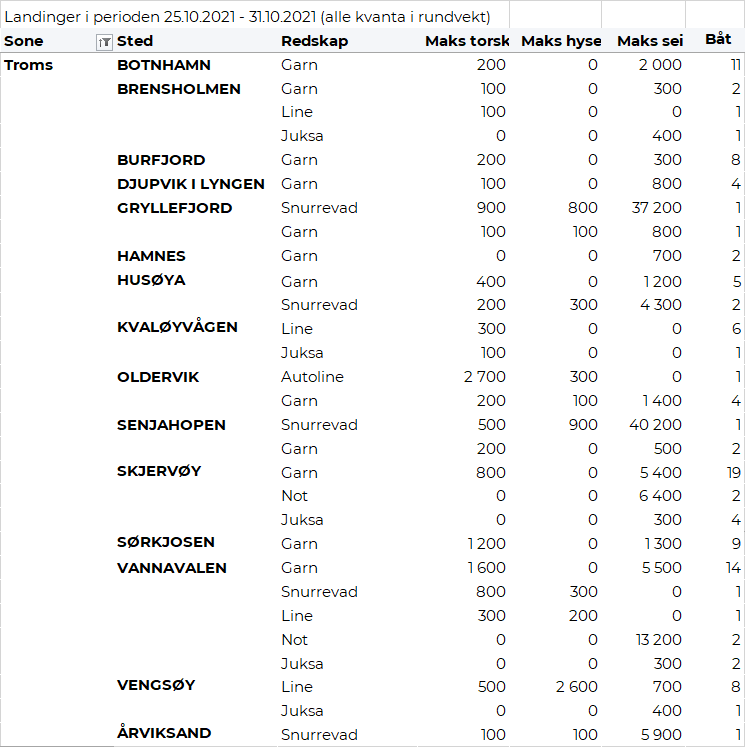 Landinger i perioden 25.10.2021 - 31.10.2021 (alle kvanta i rundvekt)
Sone Sted Redskap Maks torsk Maks hyse Maks sei Båt
Troms BOTNHAMN Garn 200 0 2 000 11
BRENSHOLMEN Garn 100 0 300 2
Line 100 0 0 1
Juksa 0 0 400 1
BURFJORD Garn 200 0 300 8
DJUPVIK I LYNGEN Garn 100 0 800 4
GRYLLEFJORD Snurrevad 900 800 37 200 1
Garn 100 100 800 1
HAMNES Garn 0 0 700 2
HUSØYA Garn 400 0 1 200 5
Snurrevad 200 300 4 300 2
KVALØYVÅGEN Line 300 0 0 6
Juksa 100 0 0 1
OLDERVIK Autoline 2 700 300 0 1
Garn 200 100 1 400 4
SENJAHOPEN Snurrevad 500 900 40 200 1
Garn 200 0 500 2
SKJERVØY Garn 800 0 5 400 19
Not 0 0 6 400 2
Juksa 0 0 300 4
SØRKJOSEN Garn 1 200 0 1 300 9
VANNAVALEN Garn 1 600 0 5 500 14
Snurrevad 800 300 0 1
Line 300 200 0 1
Not 0 0 13 200 2
Juksa 0 0 300 2
VENGSØY Line 500 2 600 700 8
Juksa 0 0 400 1
ÅRVIKSAND Snurrevad 100 100 5 900 1